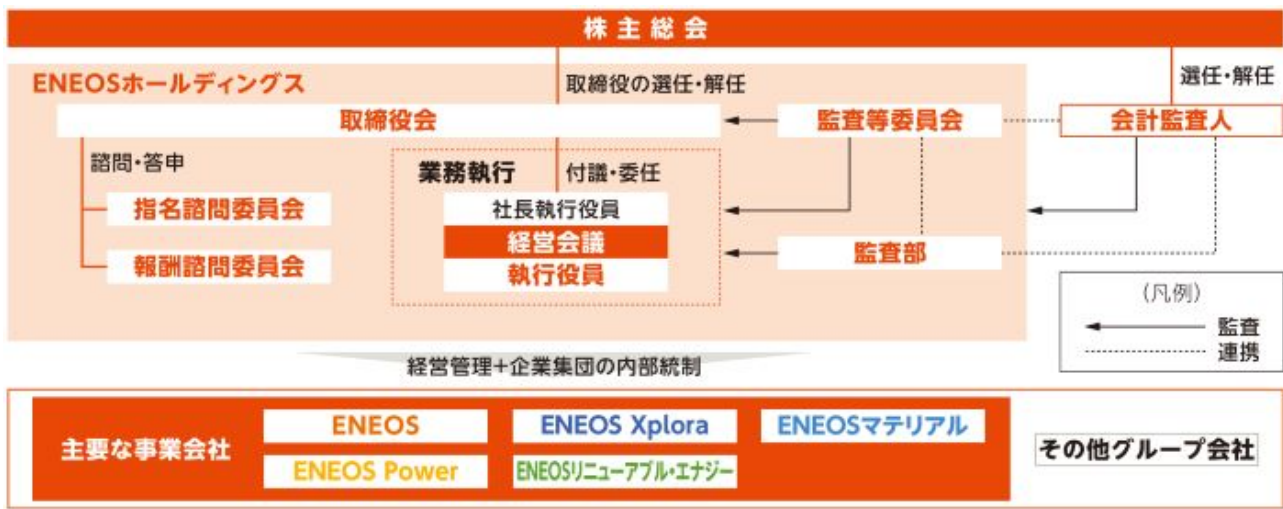 株主総会
ENEOSホールディングス
取締役の選任・解任
選任・解任
取締役会
監査等委員会
会計監査人
諮問・答申
業務執行
付議・委任
指名諮問委員会
社長執行役員
経営会議
報酬諮問委員会
執行役員
監査部
(凡例)
監査
連携
経営管理+企業集団の内部統制
主要な事業会社
ENEOS
ENEOS Xplora
ENEOSマテリアル
ENEOS Power
ENEOSリニューアブル・エナジー
その他グループ会社